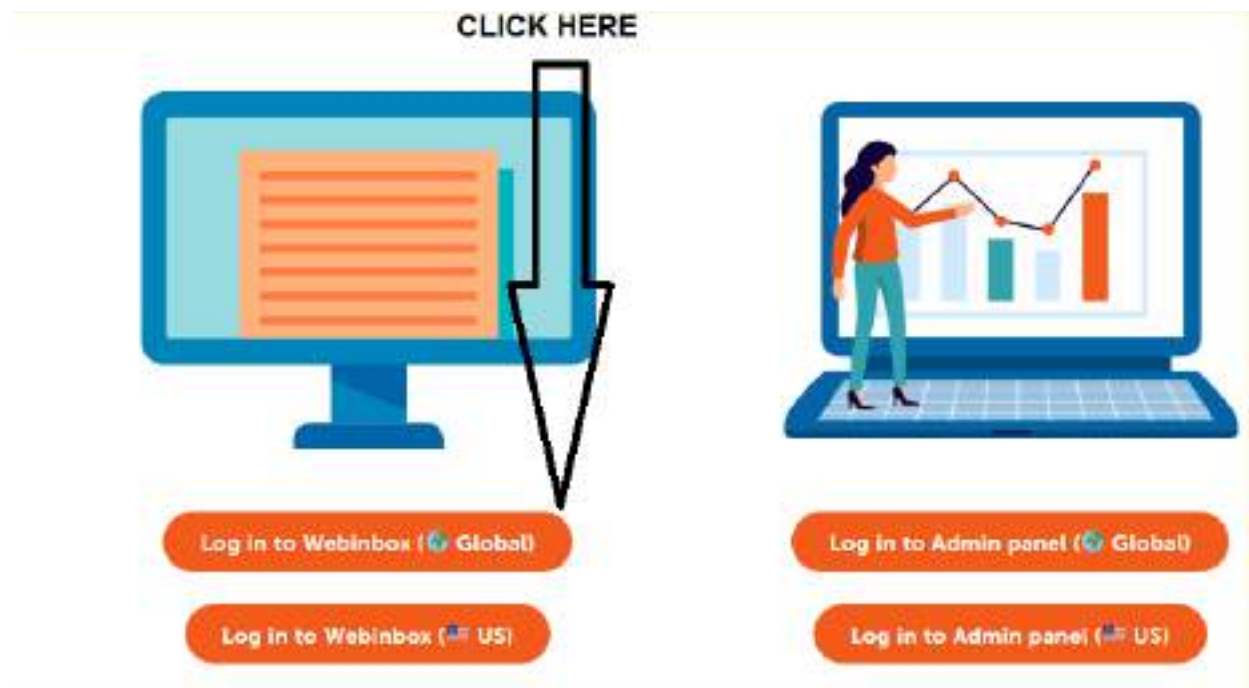 CLICK HERE
Log in to Webinbox (🌍 Global)
Log in to Admin panel (🌍 Global)
Log in to Webinbox (🇺🇸 US)
Log in to Admin panel (🇺🇸 US)